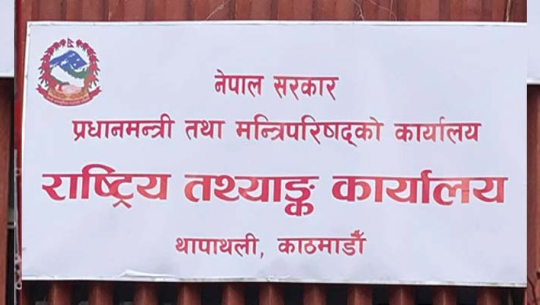 नेपाल सरकार
प्रधानमन्त्री तथा मन्त्रिपरिषद्को कार्यालय
राष्ट्रिय तथ्याङ्क कार्यालय
थापाथली, काठमाडौँ